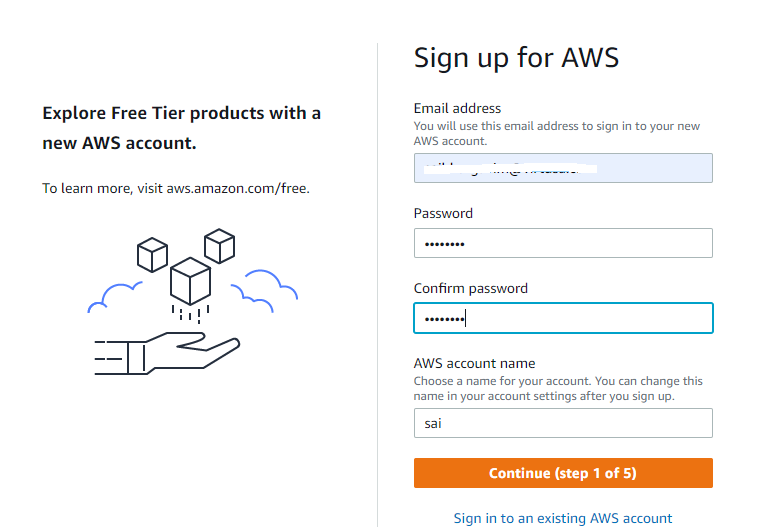 Sign up for AWS
Explore Free Tier products with a
new AWS account.
To learn more, visit aws.amazon.com/free.
Email address
You will use this email address to sign in to your new
AWS account.
Password
••••••••
Confirm password
••••••••
AWS account name
Choose a name for your account. You can change this
name in your account settings after you sign up.
sai
Continue (step 1 of 5)
Sign in to an existing AWS account